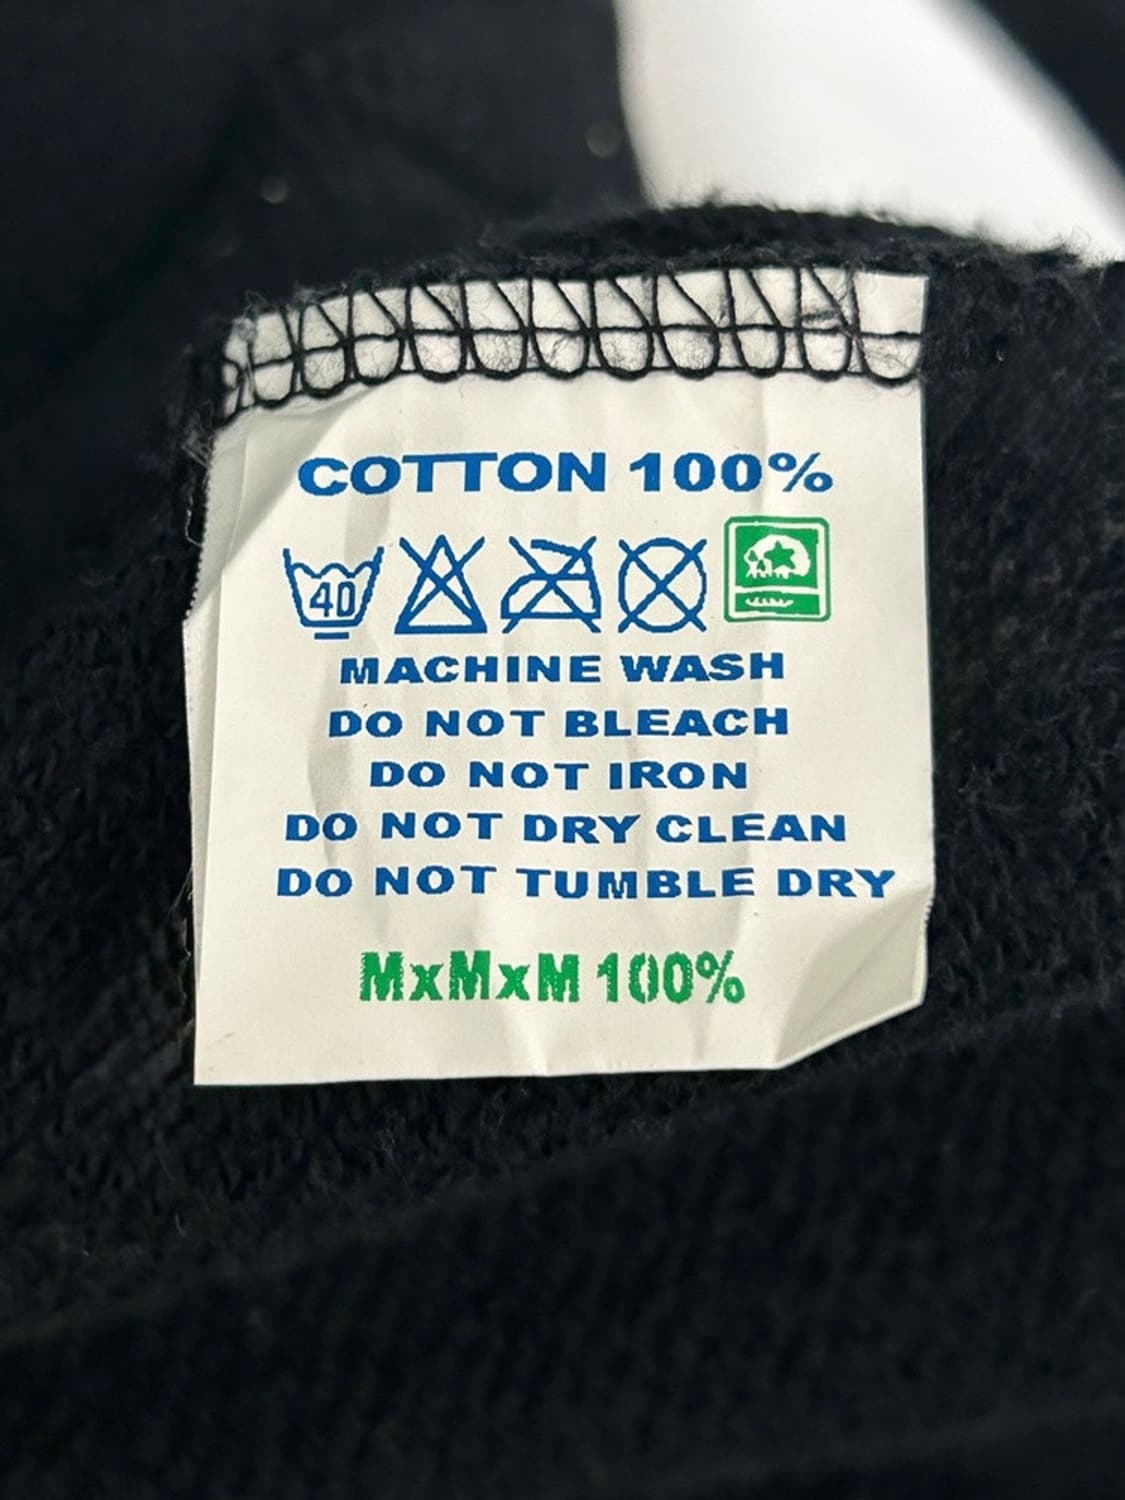 COTTON 100%
40
MACHINE WASH
DO NOT BLEACH
DO NOT IRON
DO NOT DRY CLEAN
DO NOT TUMBLE DRY
MxMxM 100%